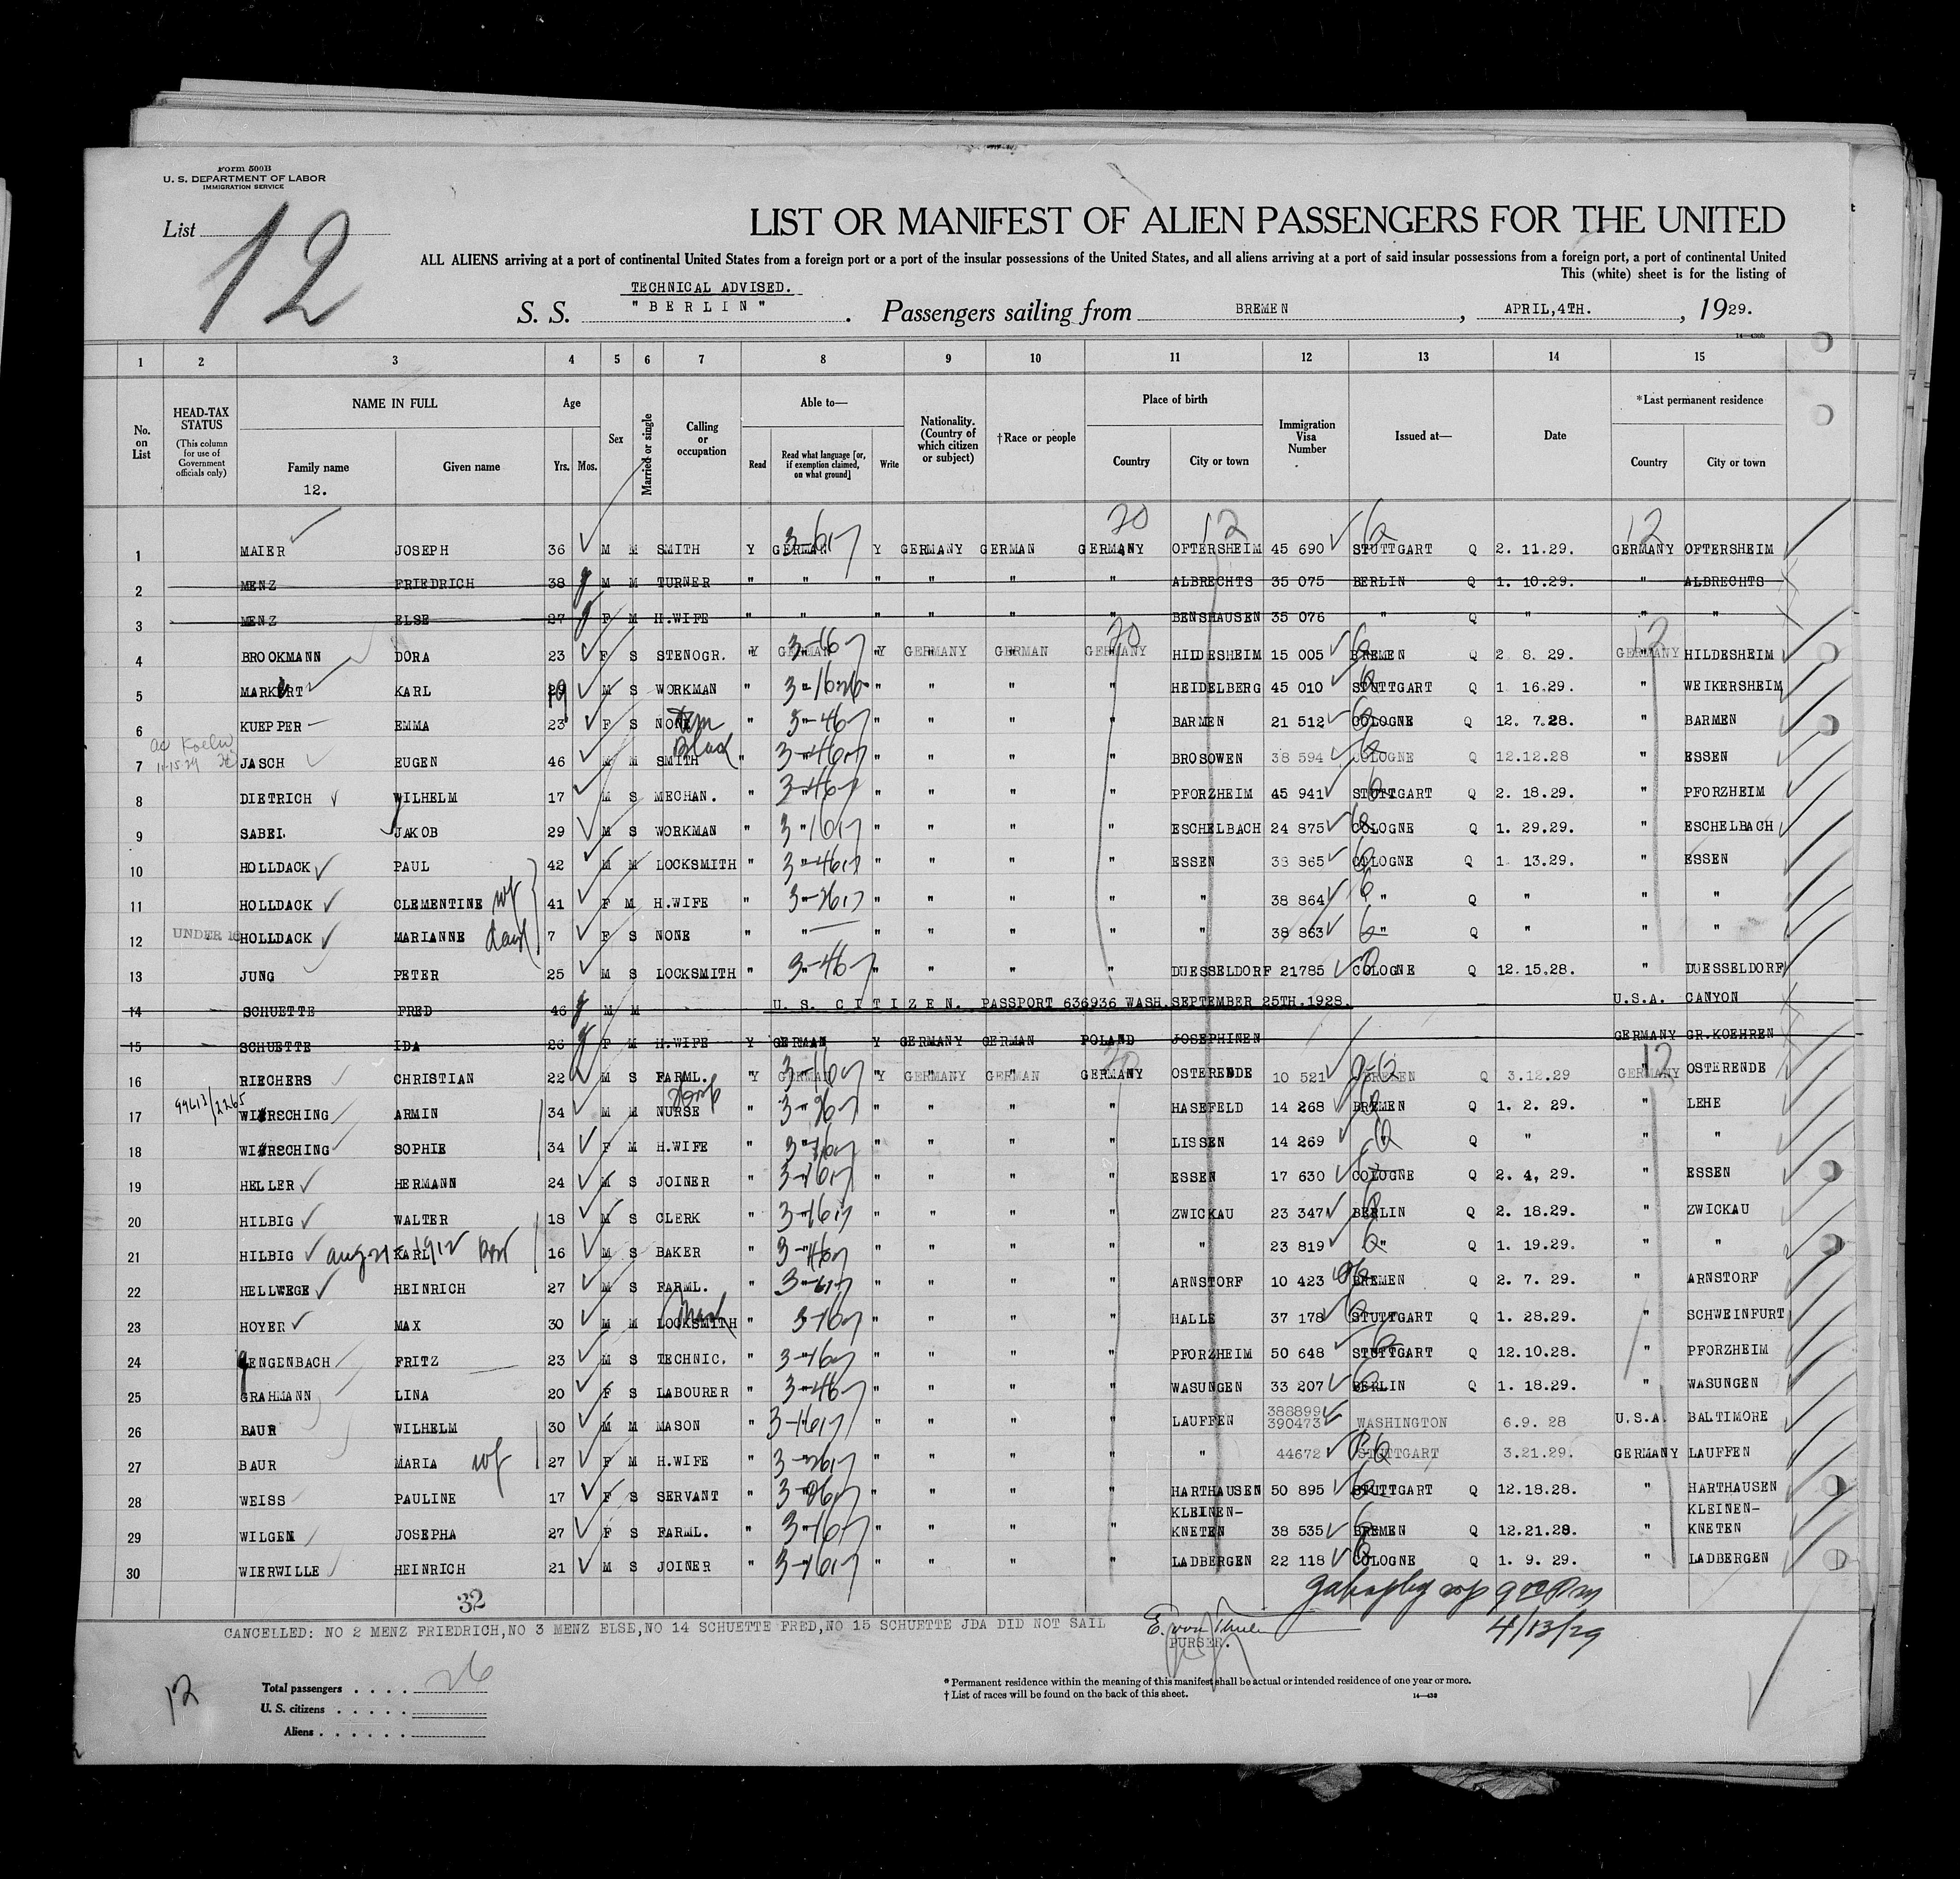 Form 500B
U. S. DEPARTMENT OF LABOR
IMMIGRATION SERVICE
List 12
LIST OR MANIFEST OF ALIEN PASSENGERS FOR THE UNITED
ALL ALIENS arriving at a port of continental United States from a foreign port or a port of the insular possessions of the United States, and all aliens arriving at a port of said insular possessions from a foreign port, a port of continental United
This (white) sheet is for the listing of
TECHNICAL ADVISED.
S. S. "BERLIN". Passengers sailing from BREMEN, APRIL,4TH., 1929.
14-430b
1 2 3 4 5 6 7 8 9 10 11 12 13 14 15
No. on List
HEAD-TAX STATUS (This column for use of Government officials only)
NAME IN FULL Family name Given name
12.
Age Yrs. Mos.
Sex
Married or single
Calling or occupation
Able to— Read Read what language [or, if exemption claimed, on what ground] Write
Nationality. (Country of which citizen or subject)
†Race or people
Place of birth Country City or town
Immigration Visa Number
Issued at—
Date
*Last permanent residence Country City or town
20 12 12
1 MAIER JOSEPH 36 M M SMITH Y GERMAN Y GERMANY GERMAN GERMANY OFTERSHEIM 45 690 STUTTGART Q 2. 11.29. GERMANY OFTERSHEIM
2 MENZ FRIEDRICH 38 M M TURNER " " " " " " ALBRECHTS 35 075 BERLIN Q 1. 10.29. " ALBRECHTS
3 MENZ ELSE 27 F M H.WIFE " " " " " " BENSHAUSEN 35 076 " Q " " "
4 BROOKMANN DORA 23 F S STENOGR. Y GERMAN Y GERMANY GERMAN GERMANY HILDESHEIM 15 005 BREMEN Q 2 8. 29. GERMANY HILDESHEIM
5 MARKERT KARL 29 M S WORKMAN " " " " " HEIDELBERG 45 010 STUTTGART Q 1 16.29. " WEIKERSHEIM
6 KUEPPER EMMA 23 F S NONE " " " " " BARMEN 21 512 COLOGNE Q 12. 7.28. " BARMEN
7 JASCH EUGEN 46 M M SMITH " " " " " BROSOWEN 38 594 COLOGNE Q 12.12.28 " ESSEN
8 DIETRICH WILHELM 17 M S MECHAN. " " " " " PFORZHEIM 45 941 STUTTGART Q 2. 18.29. " PFORZHEIM
9 SABEL JAKOB 29 M S WORKMAN " " " " " ESCHELBACH 24 875 COLOGNE Q 1. 29.29. " ESCHELBACH
10 HOLLDACK PAUL 42 M M LOCKSMITH " " " " " ESSEN 38 865 COLOGNE Q 1 13.29. " ESSEN
11 HOLLDACK CLEMENTINE wf 41 F M H.WIFE " " " " " " 38 864 " Q " " "
12 UNDER 16 HOLLDACK MARIANNE daut 7 F S NONE " " " " " " " 38 863 " Q " " "
13 JUNG PETER 25 M S LOCKSMITH " " " " " DUESSELDORF 21785 COLOGNE Q 12.15.28. " DUESSELDORF
14 SCHUETTE FRED 46 M M U. S. CITIZEN. PASSPORT 636936 WASH.SEPTEMBER 25TH.1928. U.S.A. CANYON
15 SCHUETTE IDA 26 F M H.WIFE Y GERMAN Y GERMANY GERMAN POLAND JOSEPHINEN GERMANY GR.KOEHREN
16 RIECHERS CHRISTIAN 22 M S FARML. Y GERMAN Y GERMANY GERMAN GERMANY OSTERENDE 10 521 BREMEN Q 3.12.29 GERMANY OSTERENDE
99613/2265
17 WIRSCHING ARMIN 34 M M NURSE " " " " " HASEFELD 14 268 BREMEN Q 1. 2. 29. " LEHE
18 WIRSCHING SOPHIE 34 F M H.WIFE " " " " " LISSEN 14 269 Q " " "
19 HELLER HERMANN 24 M S JOINER " " " " " ESSEN 17 630 COLOGNE Q 2. 4, 29. " ESSEN
20 HILBIG WALTER 18 M S CLERK " " " " " ZWICKAU 23 347 BERLIN Q 2. 18.29. " ZWICKAU
21 HILBIG KARL 16 M S BAKER " " " " " " 23 819 " Q 1. 19.29. " "
22 HELLWEGE HEINRICH 27 M S FARML. " " " " " ARNSTORF 10 423 BREMEN Q 2. 7. 29. " ARNSTORF
23 HOYER MAX 30 M M LOCKSMITH " " " " " HALLE 37 178 STUTTGART Q 1. 28.29. " SCHWEINFURT
24 GENGENBACH FRITZ 23 M S TECHNIC. " " " " " PFORZHEIM 50 648 STUTTGART Q 12.10.28. " PFORZHEIM
25 GRAHMANN LINA 20 F S LABOURER " " " " " WASUNGEN 33 207 BERLIN Q 1. 18.29. " WASUNGEN
26 BAUR WILHELM 30 M M MASON " " " " " LAUFFEN 388899 390473 WASHINGTON 6.9. 28 U.S.A. BALTIMORE
27 BAUR MARIA wf 27 F M H.WIFE " " " " " " 44672 STUTTGART 3.21.29. GERMANY LAUFFEN
28 WEISS PAULINE 17 F S SERVANT " " " " " HARTHAUSEN 50 895 STUTTGART Q 12.18.28. " HARTHAUSEN
29 WILGEN JOSEPHA 27 F S FARML. " " " " " KLEINEN-KNETEN 38 535 BREMEN Q 12.21.28. " KLEINEN-KNETEN
30 WIERWILLE HEINRICH 21 M S JOINER " " " " " LADBERGEN 22 118 COLOGNE Q 1. 9. 29. " LADBERGEN
32
4/13/29
CANCELLED: NO 2 MENZ FRIEDRICH,NO 3 MENZ ELSE,NO 14 SCHUETTE FRED,NO 15 SCHUETTE JDA DID NOT SAIL
PURSER.
12
Total passengers . . . . 26
U. S. citizens . . . . .
Aliens . . . . . .
* Permanent residence within the meaning of this manifest shall be actual or intended residence of one year or more.
† List of races will be found on the back of this sheet.
14—430